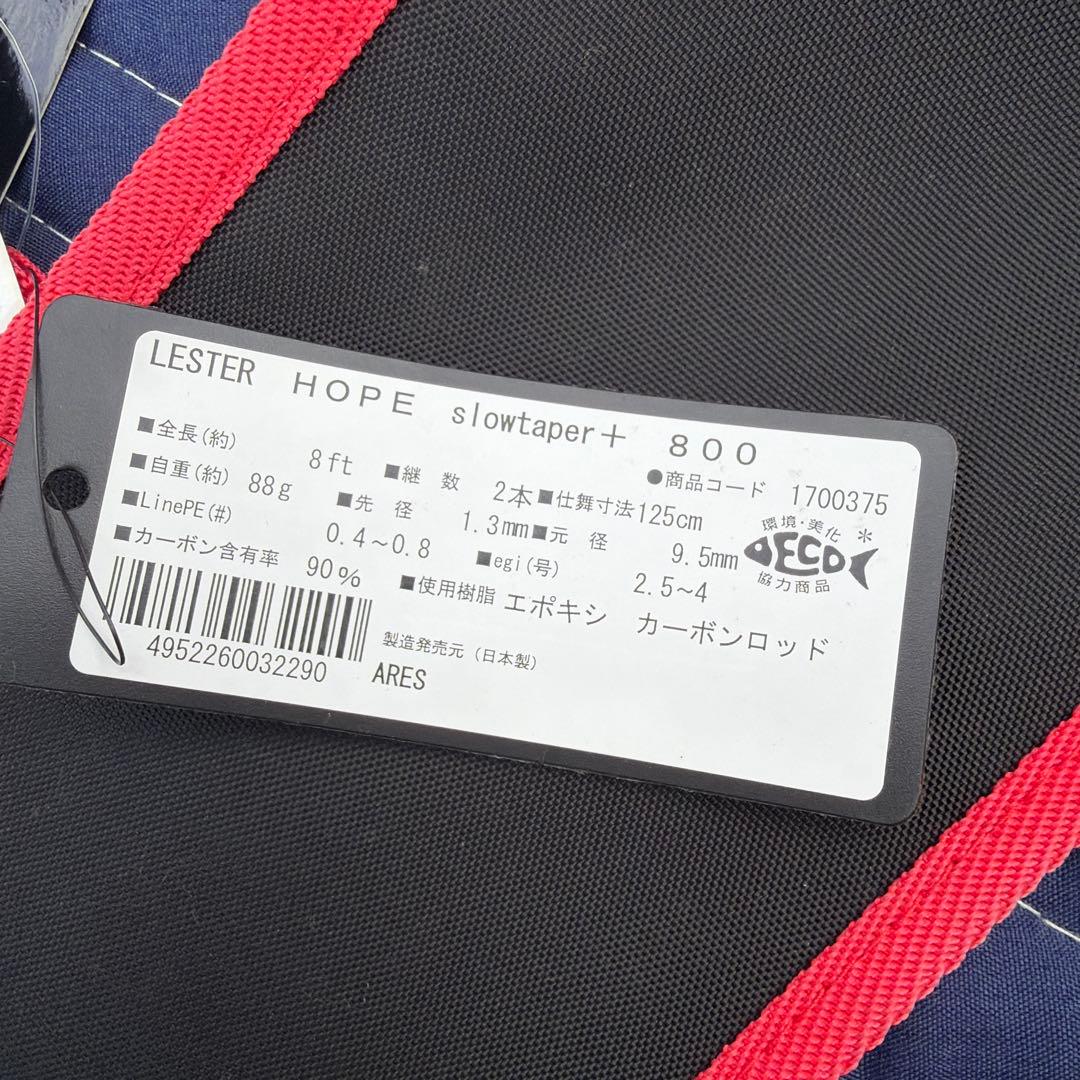 LESTER HOPE slowtaper＋ 800
●商品コード 1700375
■全長(約) 8ft ■継 数 2本 ■仕舞寸法 125cm
■自重(約) 88g ■先 径 1.3mm ■元 径 9.5mm
■LinePE(#) 0.4~0.8 ■egi(号) 2.5~4
■カーボン含有率 90% ■使用樹脂 エポキシ カーボンロッド
環境・美化
ECO
協力商品
*
4952260032290
製造発売元(日本製)
ARES